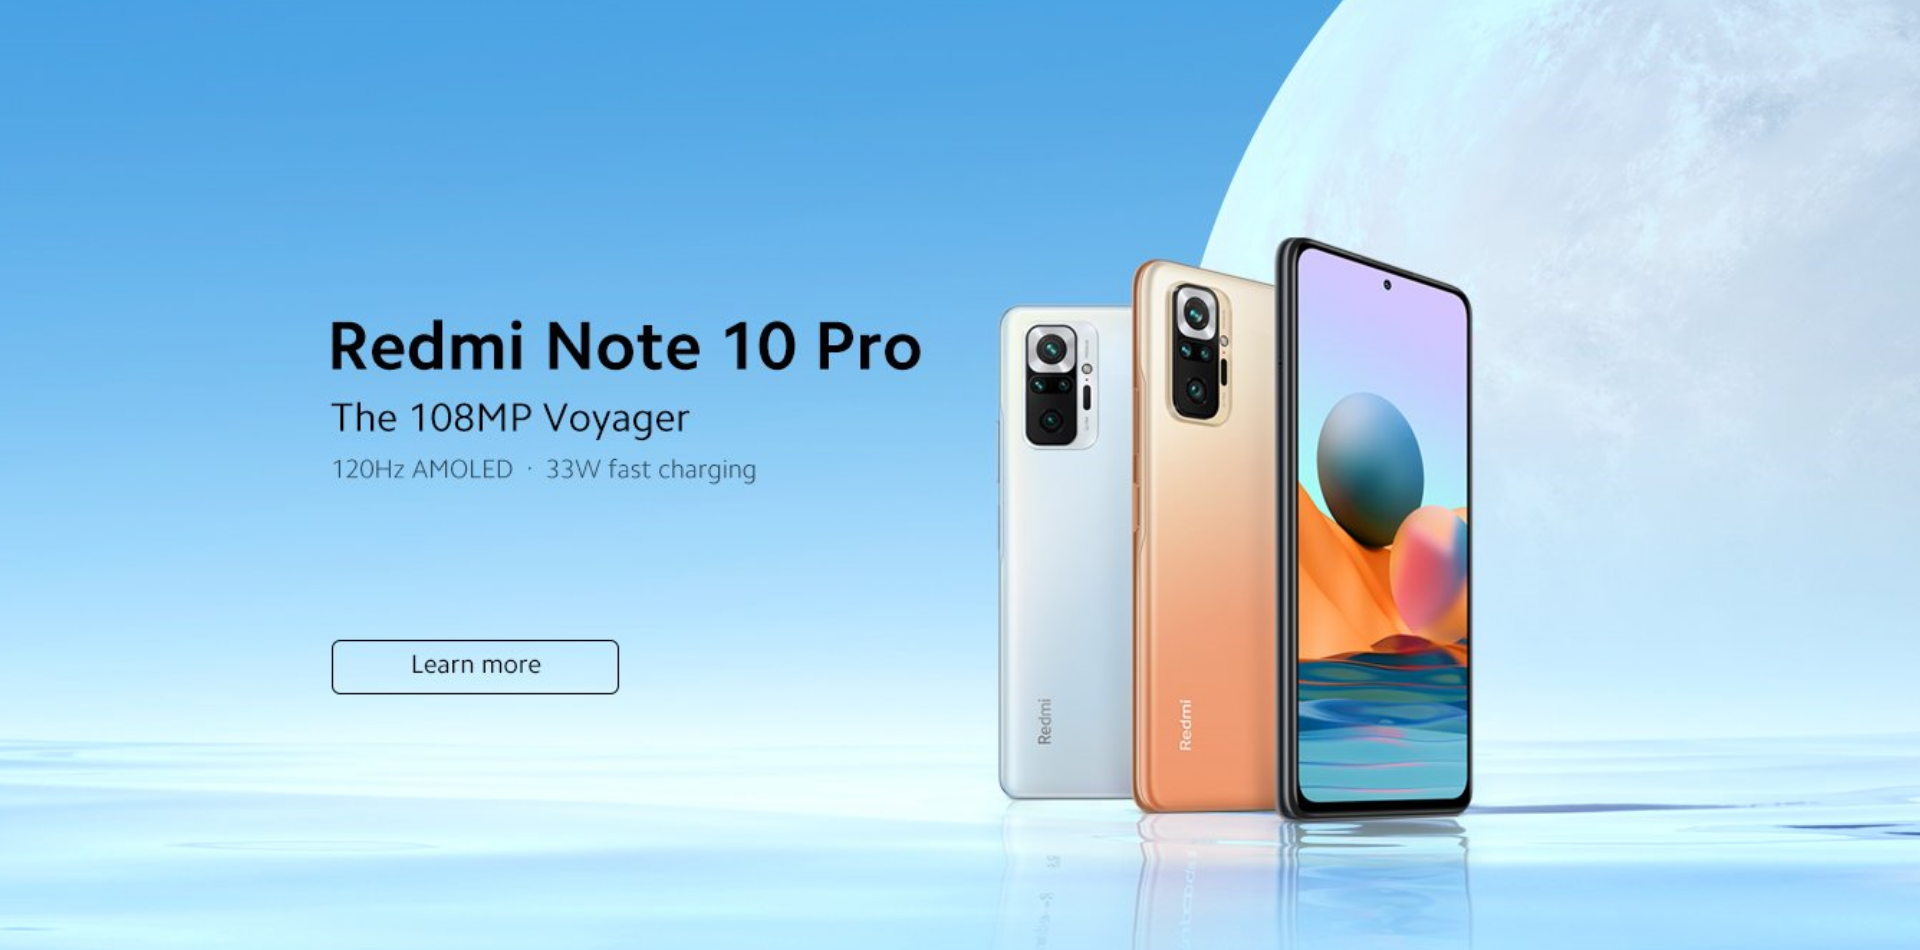 Redmi Note 10 Pro
The 108MP Voyager
120Hz AMOLED · 33W fast charging
Learn more
Redmi
Redmi